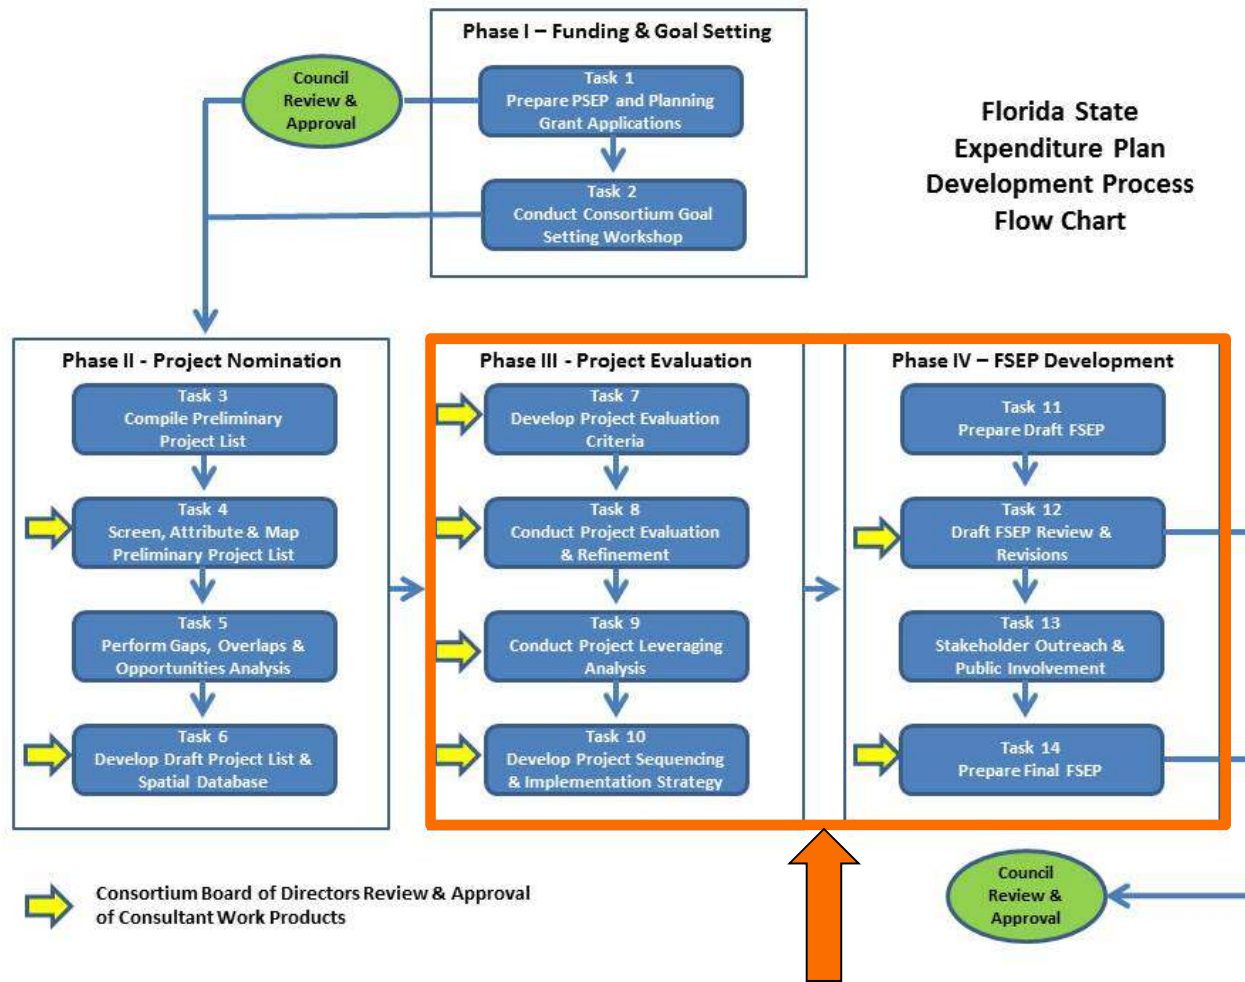 Phase I – Funding & Goal Setting
Council
Review &
Approval
Task 1
Prepare PSEP and Planning
Grant Applications
Task 2
Conduct Consortium Goal
Setting Workshop
Florida State
Expenditure Plan
Development Process
Flow Chart
Phase II - Project Nomination
Task 3
Compile Preliminary
Project List
Task 4
Screen, Attribute & Map
Preliminary Project List
Task 5
Perform Gaps, Overlaps &
Opportunities Analysis
Task 6
Develop Draft Project List &
Spatial Database
Phase III - Project Evaluation
Task 7
Develop Project Evaluation
Criteria
Task 8
Conduct Project Evaluation
& Refinement
Task 9
Conduct Project Leveraging
Analysis
Task 10
Develop Project Sequencing
& Implementation Strategy
Phase IV – FSEP Development
Task 11
Prepare Draft FSEP
Task 12
Draft FSEP Review &
Revisions
Task 13
Stakeholder Outreach &
Public Involvement
Task 14
Prepare Final FSEP
Consortium Board of Directors Review & Approval
of Consultant Work Products
Council
Review &
Approval